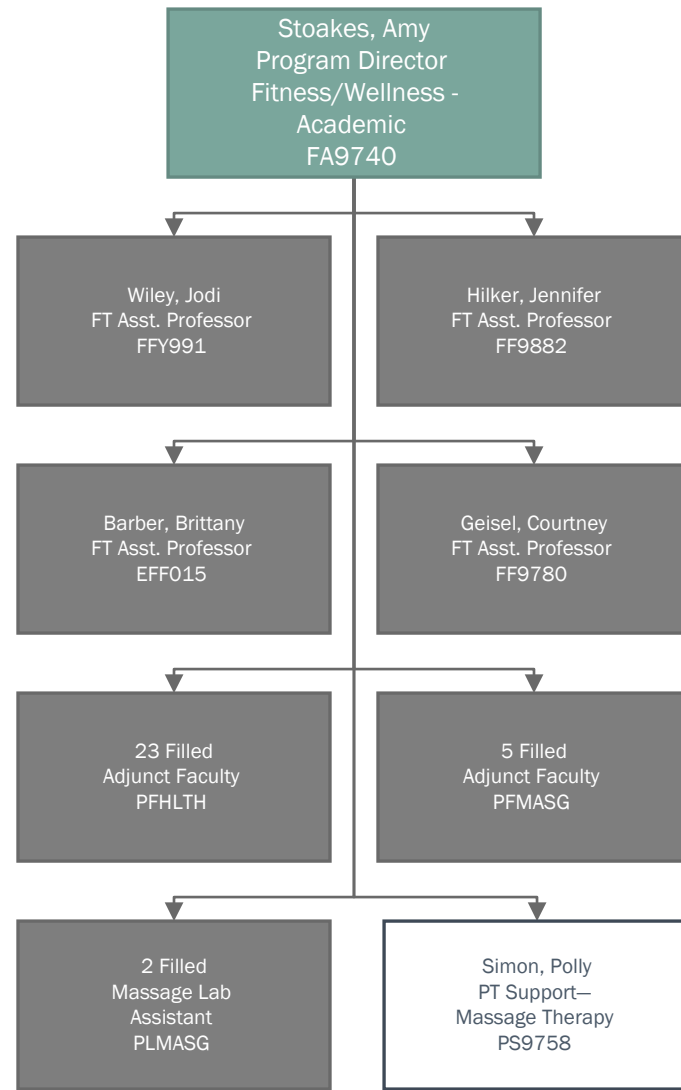 Stoakes, Amy
Program Director
Fitness/Wellness -
Academic
FA9740
Wiley, Jodi
FT Asst. Professor
FFY991
Hilker, Jennifer
FT Asst. Professor
FF9882
Barber, Brittany
FT Asst. Professor
EFF015
Geisel, Courtney
FT Asst. Professor
FF9780
23 Filled
Adjunct Faculty
PFHLTH
5 Filled
Adjunct Faculty
PFMASG
2 Filled
Massage Lab
Assistant
PLMASG
Simon, Polly
PT Support—
Massage Therapy
PS9758